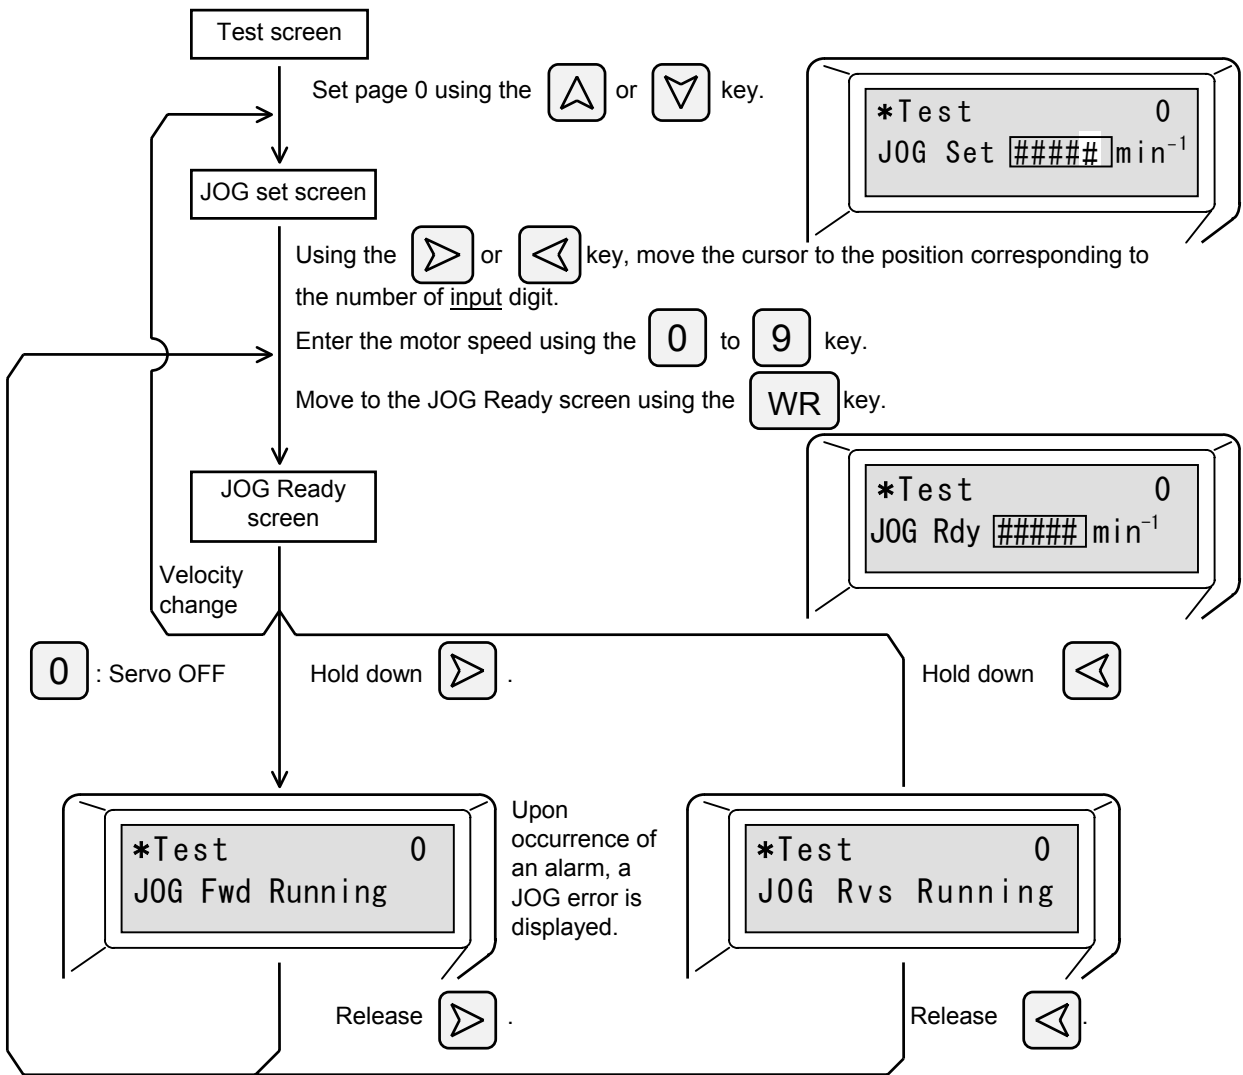 Test screen
Set page 0 using the or key.
*Test 0
JOG Set ##### min⁻¹
JOG set screen
Using the or key, move the cursor to the position corresponding to
the number of input digit.
Enter the motor speed using the 0 to 9 key.
Move to the JOG Ready screen using the WR key.
JOG Ready
screen
*Test 0
JOG Rdy ##### min⁻¹
Velocity
change
0 : Servo OFF
Hold down .
Hold down
*Test 0
JOG Fwd Running
Upon
occurrence of
an alarm, a
JOG error is
displayed.
*Test 0
JOG Rvs Running
Release .
Release .